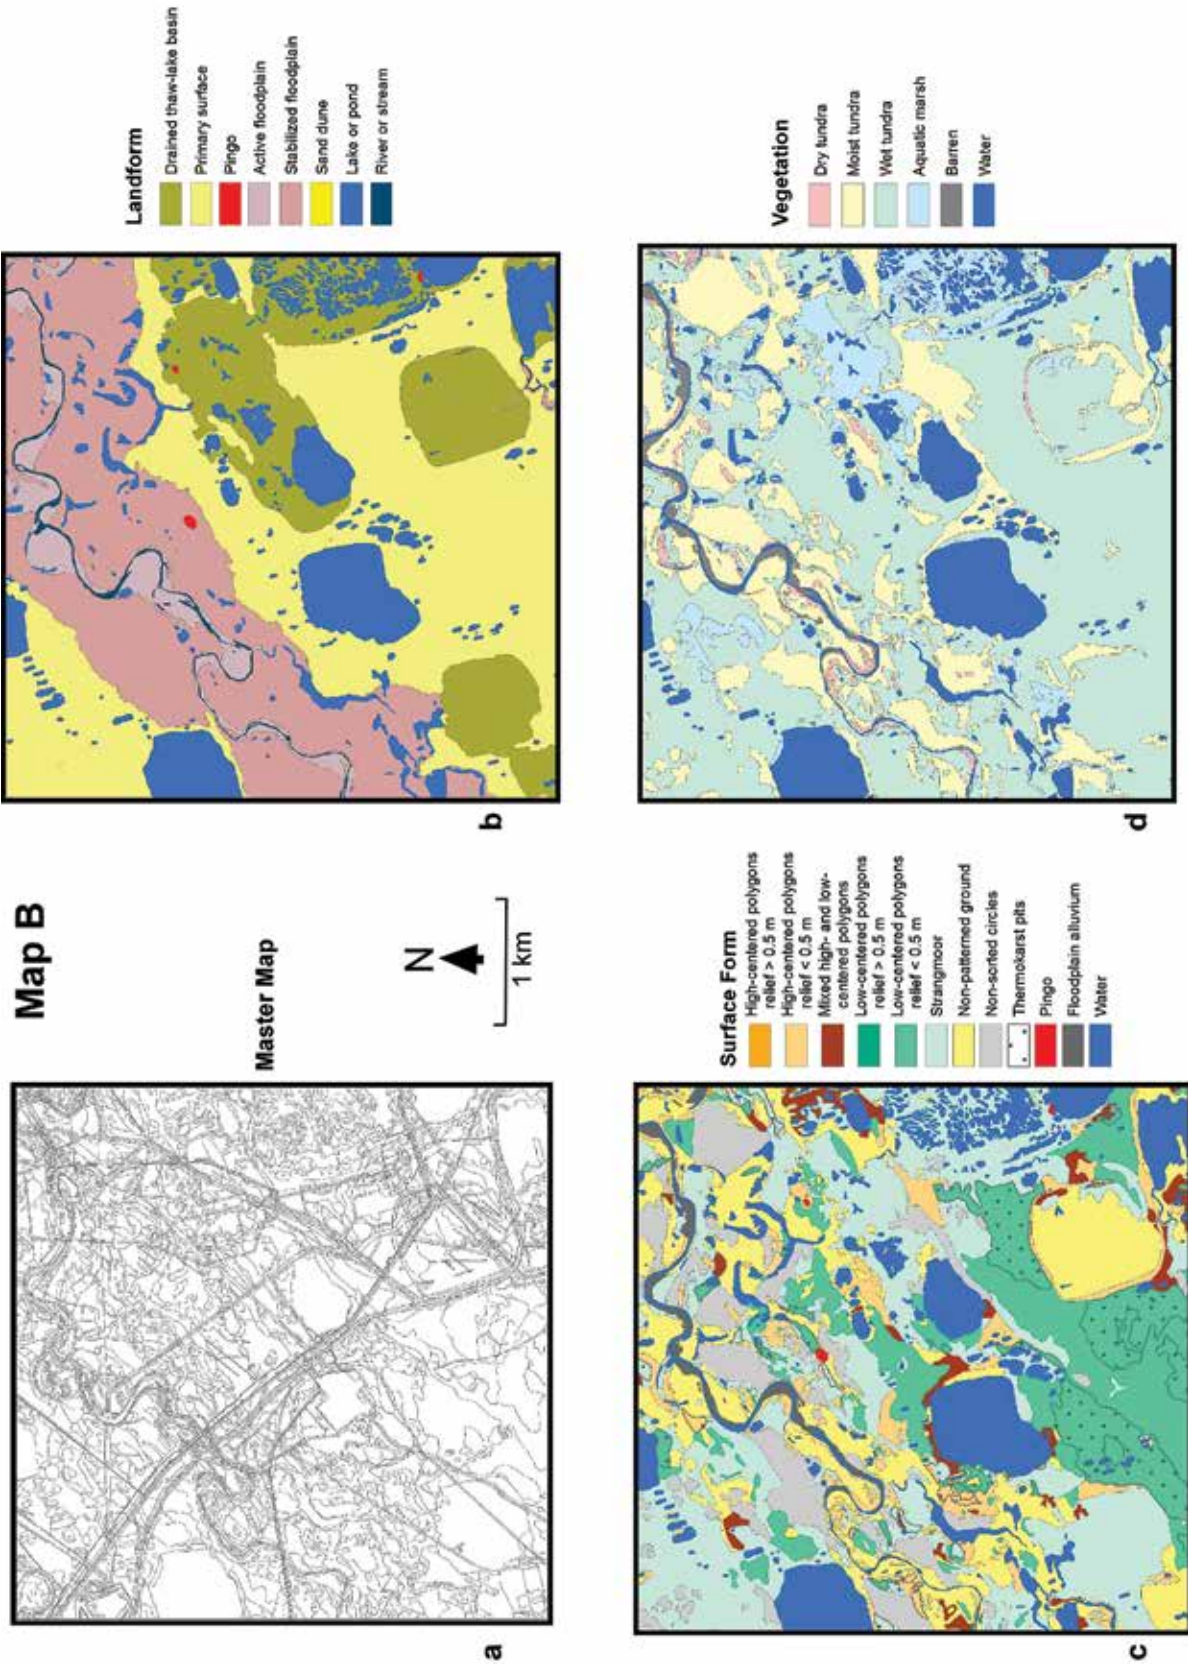 Map B
Master Map
N
1 km
a
Landform
Drained thaw-lake basin
Primary surface
Pingo
Active floodplain
Stabilized floodplain
Sand dune
Lake or pond
River or stream
b
Surface Form
High-centered polygons
relief > 0.5 m
High-centered polygons
relief < 0.5 m
Mixed high- and low-
centered polygons
Low-centered polygons
relief > 0.5 m
Low-centered polygons
relief < 0.5 m
Strangmoor
Non-patterned ground
Non-sorted circles
Thermokarst pits
Pingo
Floodplain alluvium
Water
c
Vegetation
Dry tundra
Moist tundra
Wet tundra
Aquatic marsh
Barren
Water
d